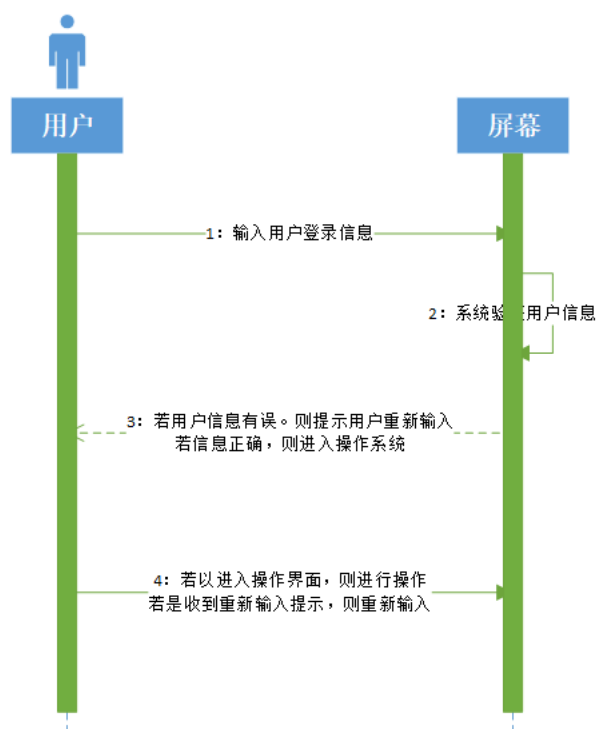 用户
屏幕
1：输入用户登录信息
2：系统验证用户信息
3：若用户信息有误。则提示用户重新输入
若信息正确，则进入操作系统
4：若以进入操作界面，则进行操作
若是收到重新输入提示，则重新输入